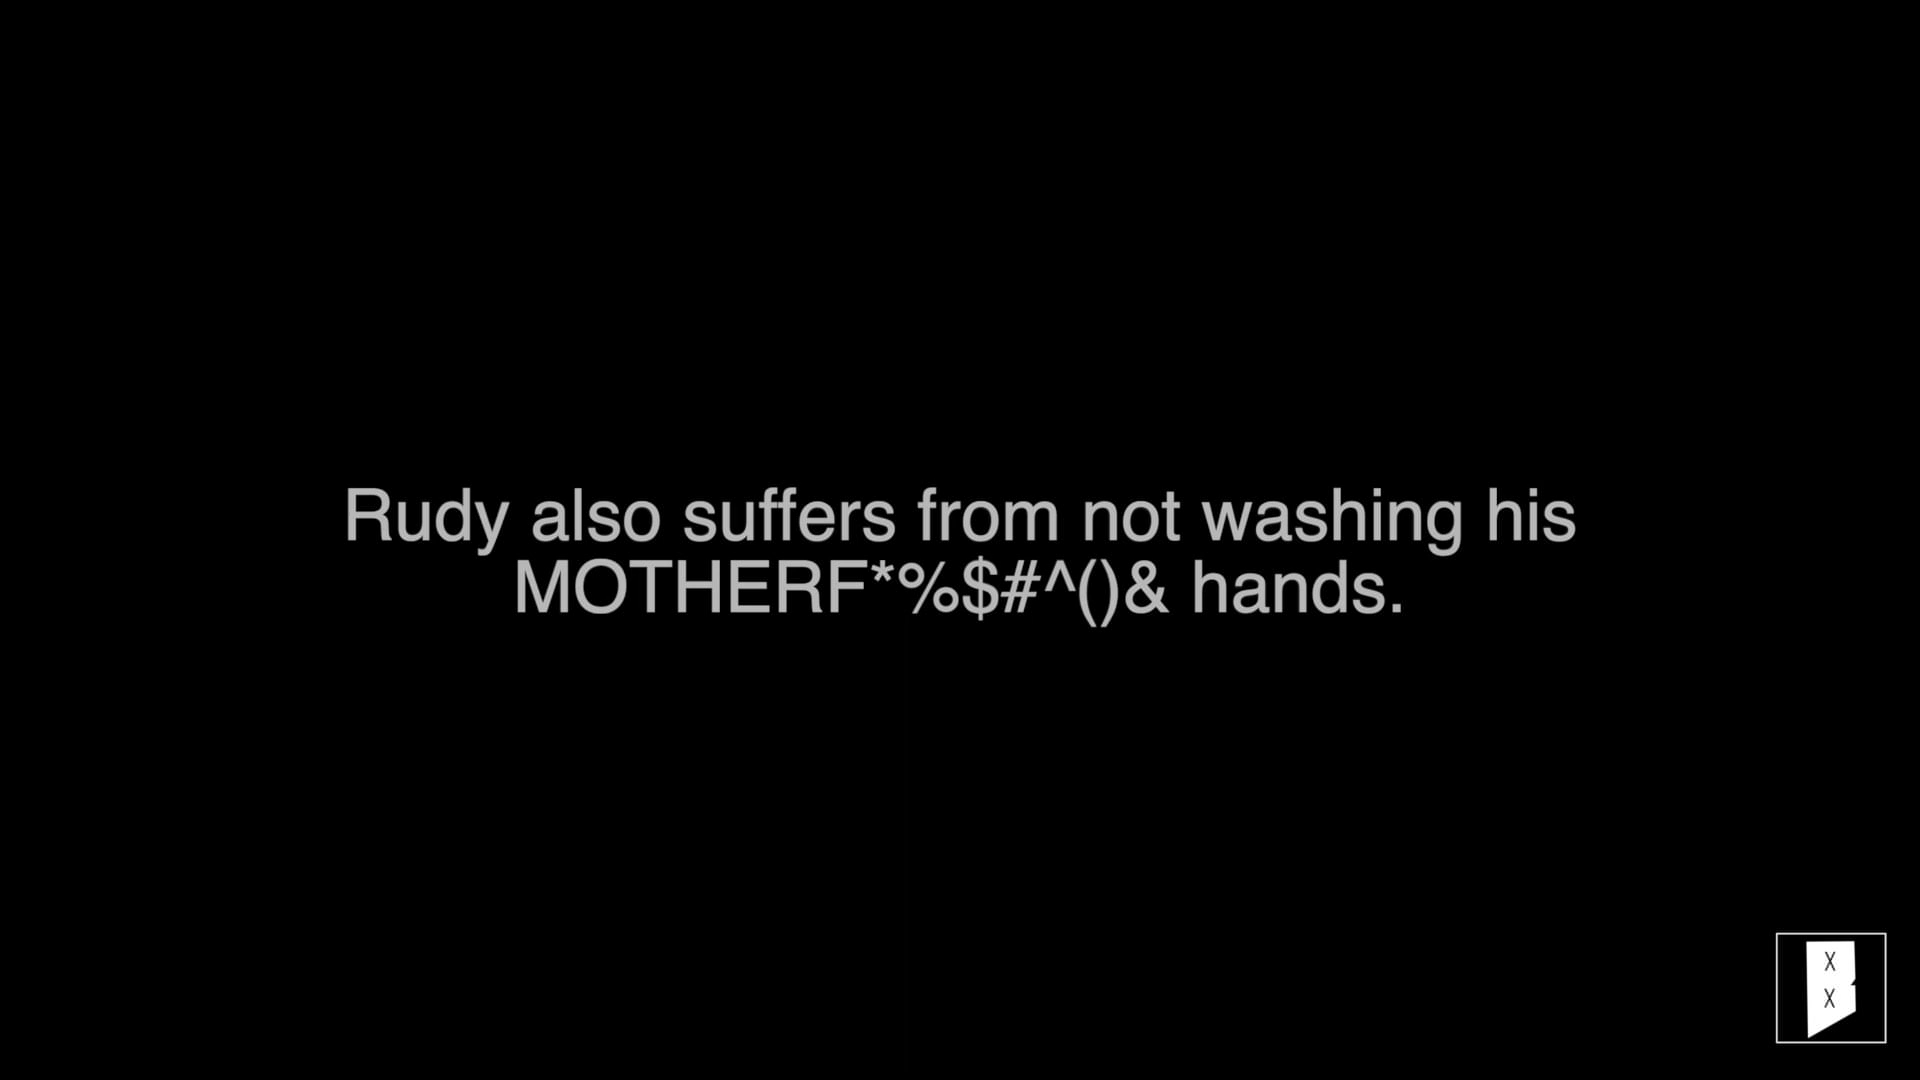 Rudy also suffers from not washing his
MOTHERF*%$#^()& hands.
X
X